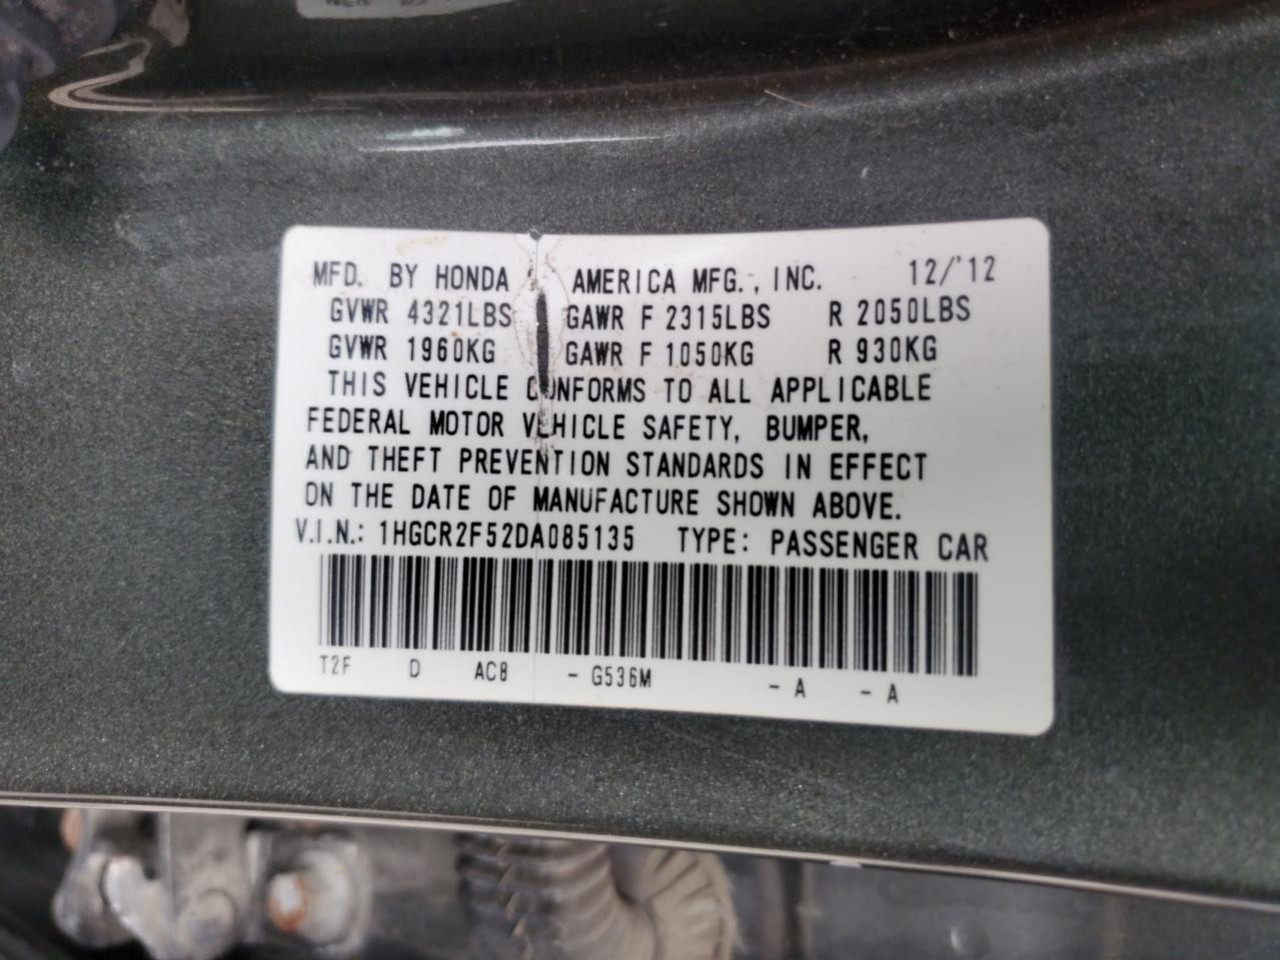 MFD. BY HONDA AMERICA MFG., INC. 12/'12
GVWR 4321LBS GAWR F 2315LBS R 2050LBS
GVWR 1960KG GAWR F 1050KG R 930KG
THIS VEHICLE CONFORMS TO ALL APPLICABLE
FEDERAL MOTOR VEHICLE SAFETY, BUMPER,
AND THEFT PREVENTION STANDARDS IN EFFECT
ON THE DATE OF MANUFACTURE SHOWN ABOVE.
V.I.N.: 1HGCR2F52DA085135 TYPE: PASSENGER CAR
T2F D AC8 - G536M - A - A